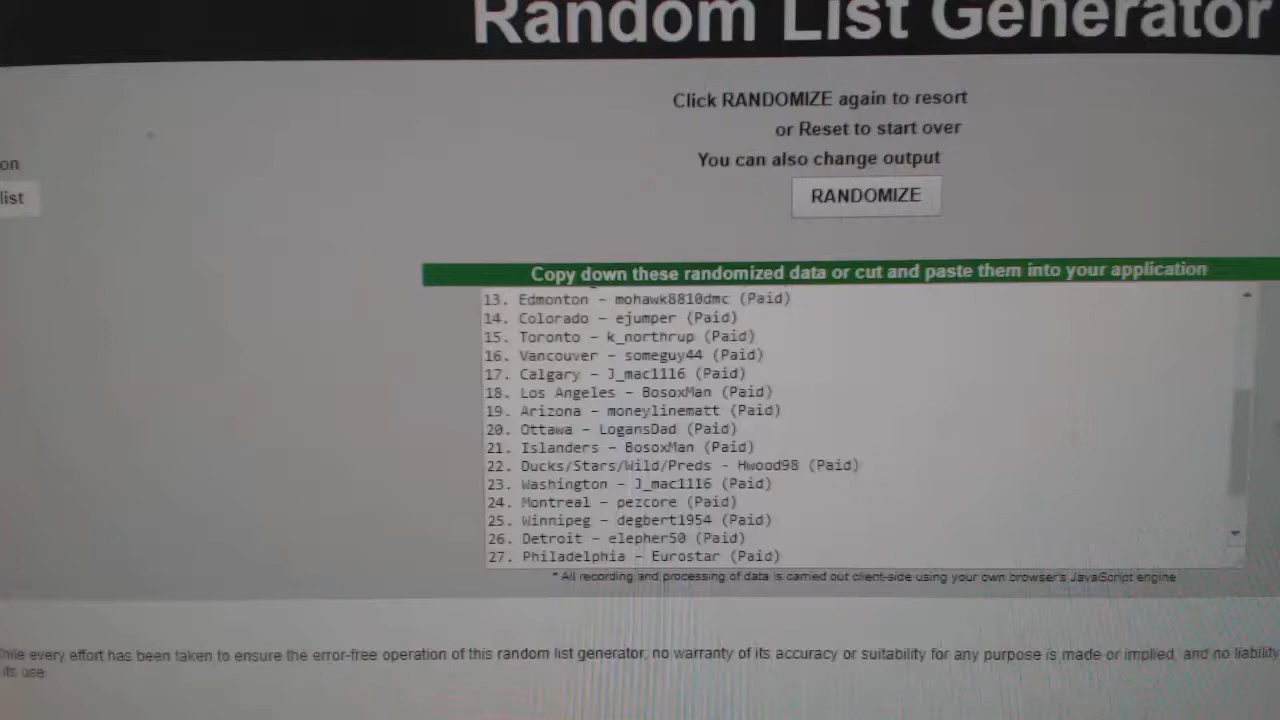 Random List Generator
Click RANDOMIZE again to resort
or Reset to start over
You can also change output
on
list
RANDOMIZE
Copy down these randomized data or cut and paste them into your application
13. Edmonton - mohawk8810dmc (Paid)
14. Colorado - ejumper (Paid)
15. Toronto - k_northrup (Paid)
16. Vancouver - someguy44 (Paid)
17. Calgary - J_mac1116 (Paid)
18. Los Angeles - BosoxMan (Paid)
19. Arizona - moneylinematt (Paid)
20. Ottawa - LogansDad (Paid)
21. Islanders - BosoxMan (Paid)
22. Ducks/Stars/Wild/Preds - Hwood98 (Paid)
23. Washington - J_mac1116 (Paid)
24. Montreal - pezcore (Paid)
25. Winnipeg - degbert1954 (Paid)
26. Detroit - elepher50 (Paid)
27. Philadelphia - Eurostar (Paid)
* All recording and processing of data is carried out client-side using your own browser's JavaScript engine
While every effort has been taken to ensure the error-free operation of this random list generator, no warranty of its accuracy or suitability for any purpose is made or implied, and no liability
its use